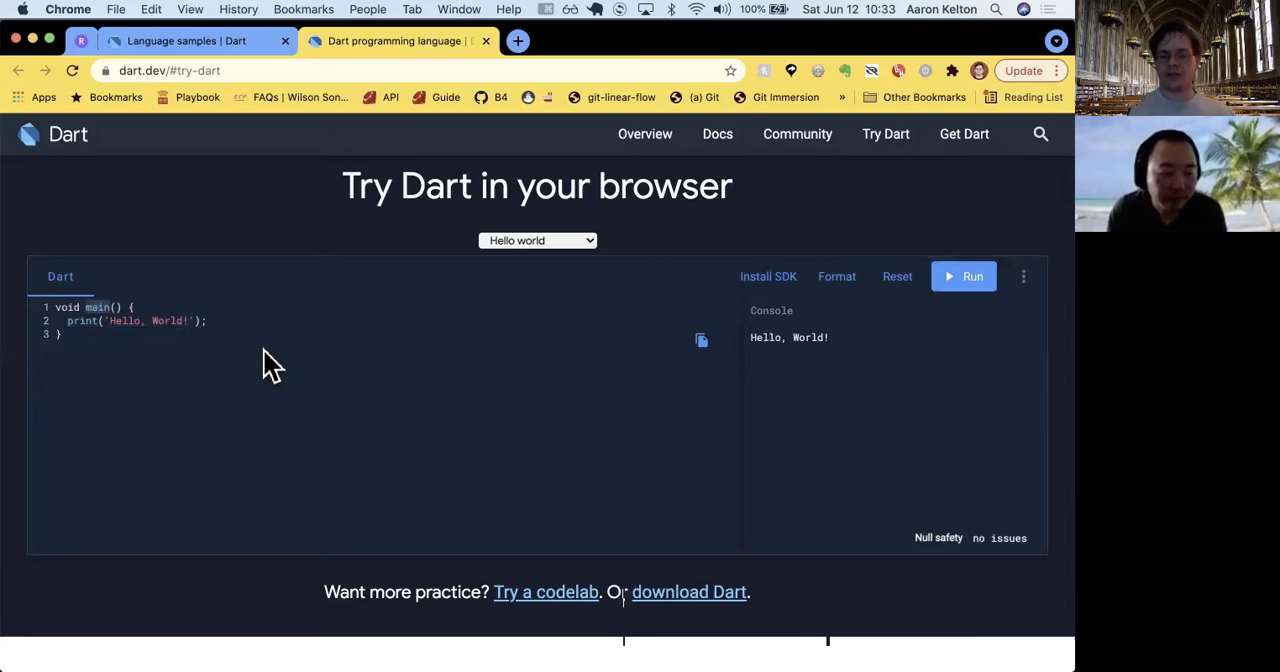 Chrome File Edit View History Bookmarks People Tab Window Help 100% Sat Jun 12 10:33 Aaron Kelton
R Language samples | Dart Dart programming language |
dart.dev/#try-dart Update
Apps Bookmarks Playbook FAQs | Wilson Son... API Guide B4 git-linear-flow (a) Git Git Immersion » Other Bookmarks Reading List
Dart Overview Docs Community Try Dart Get Dart
Try Dart in your browser
Hello world
Dart Install SDK Format Reset Run
1 void main() {
2 print('Hello, World!');
3 }
Console
Hello, World!
Null safety no issues
Want more practice? Try a codelab. Or download Dart.